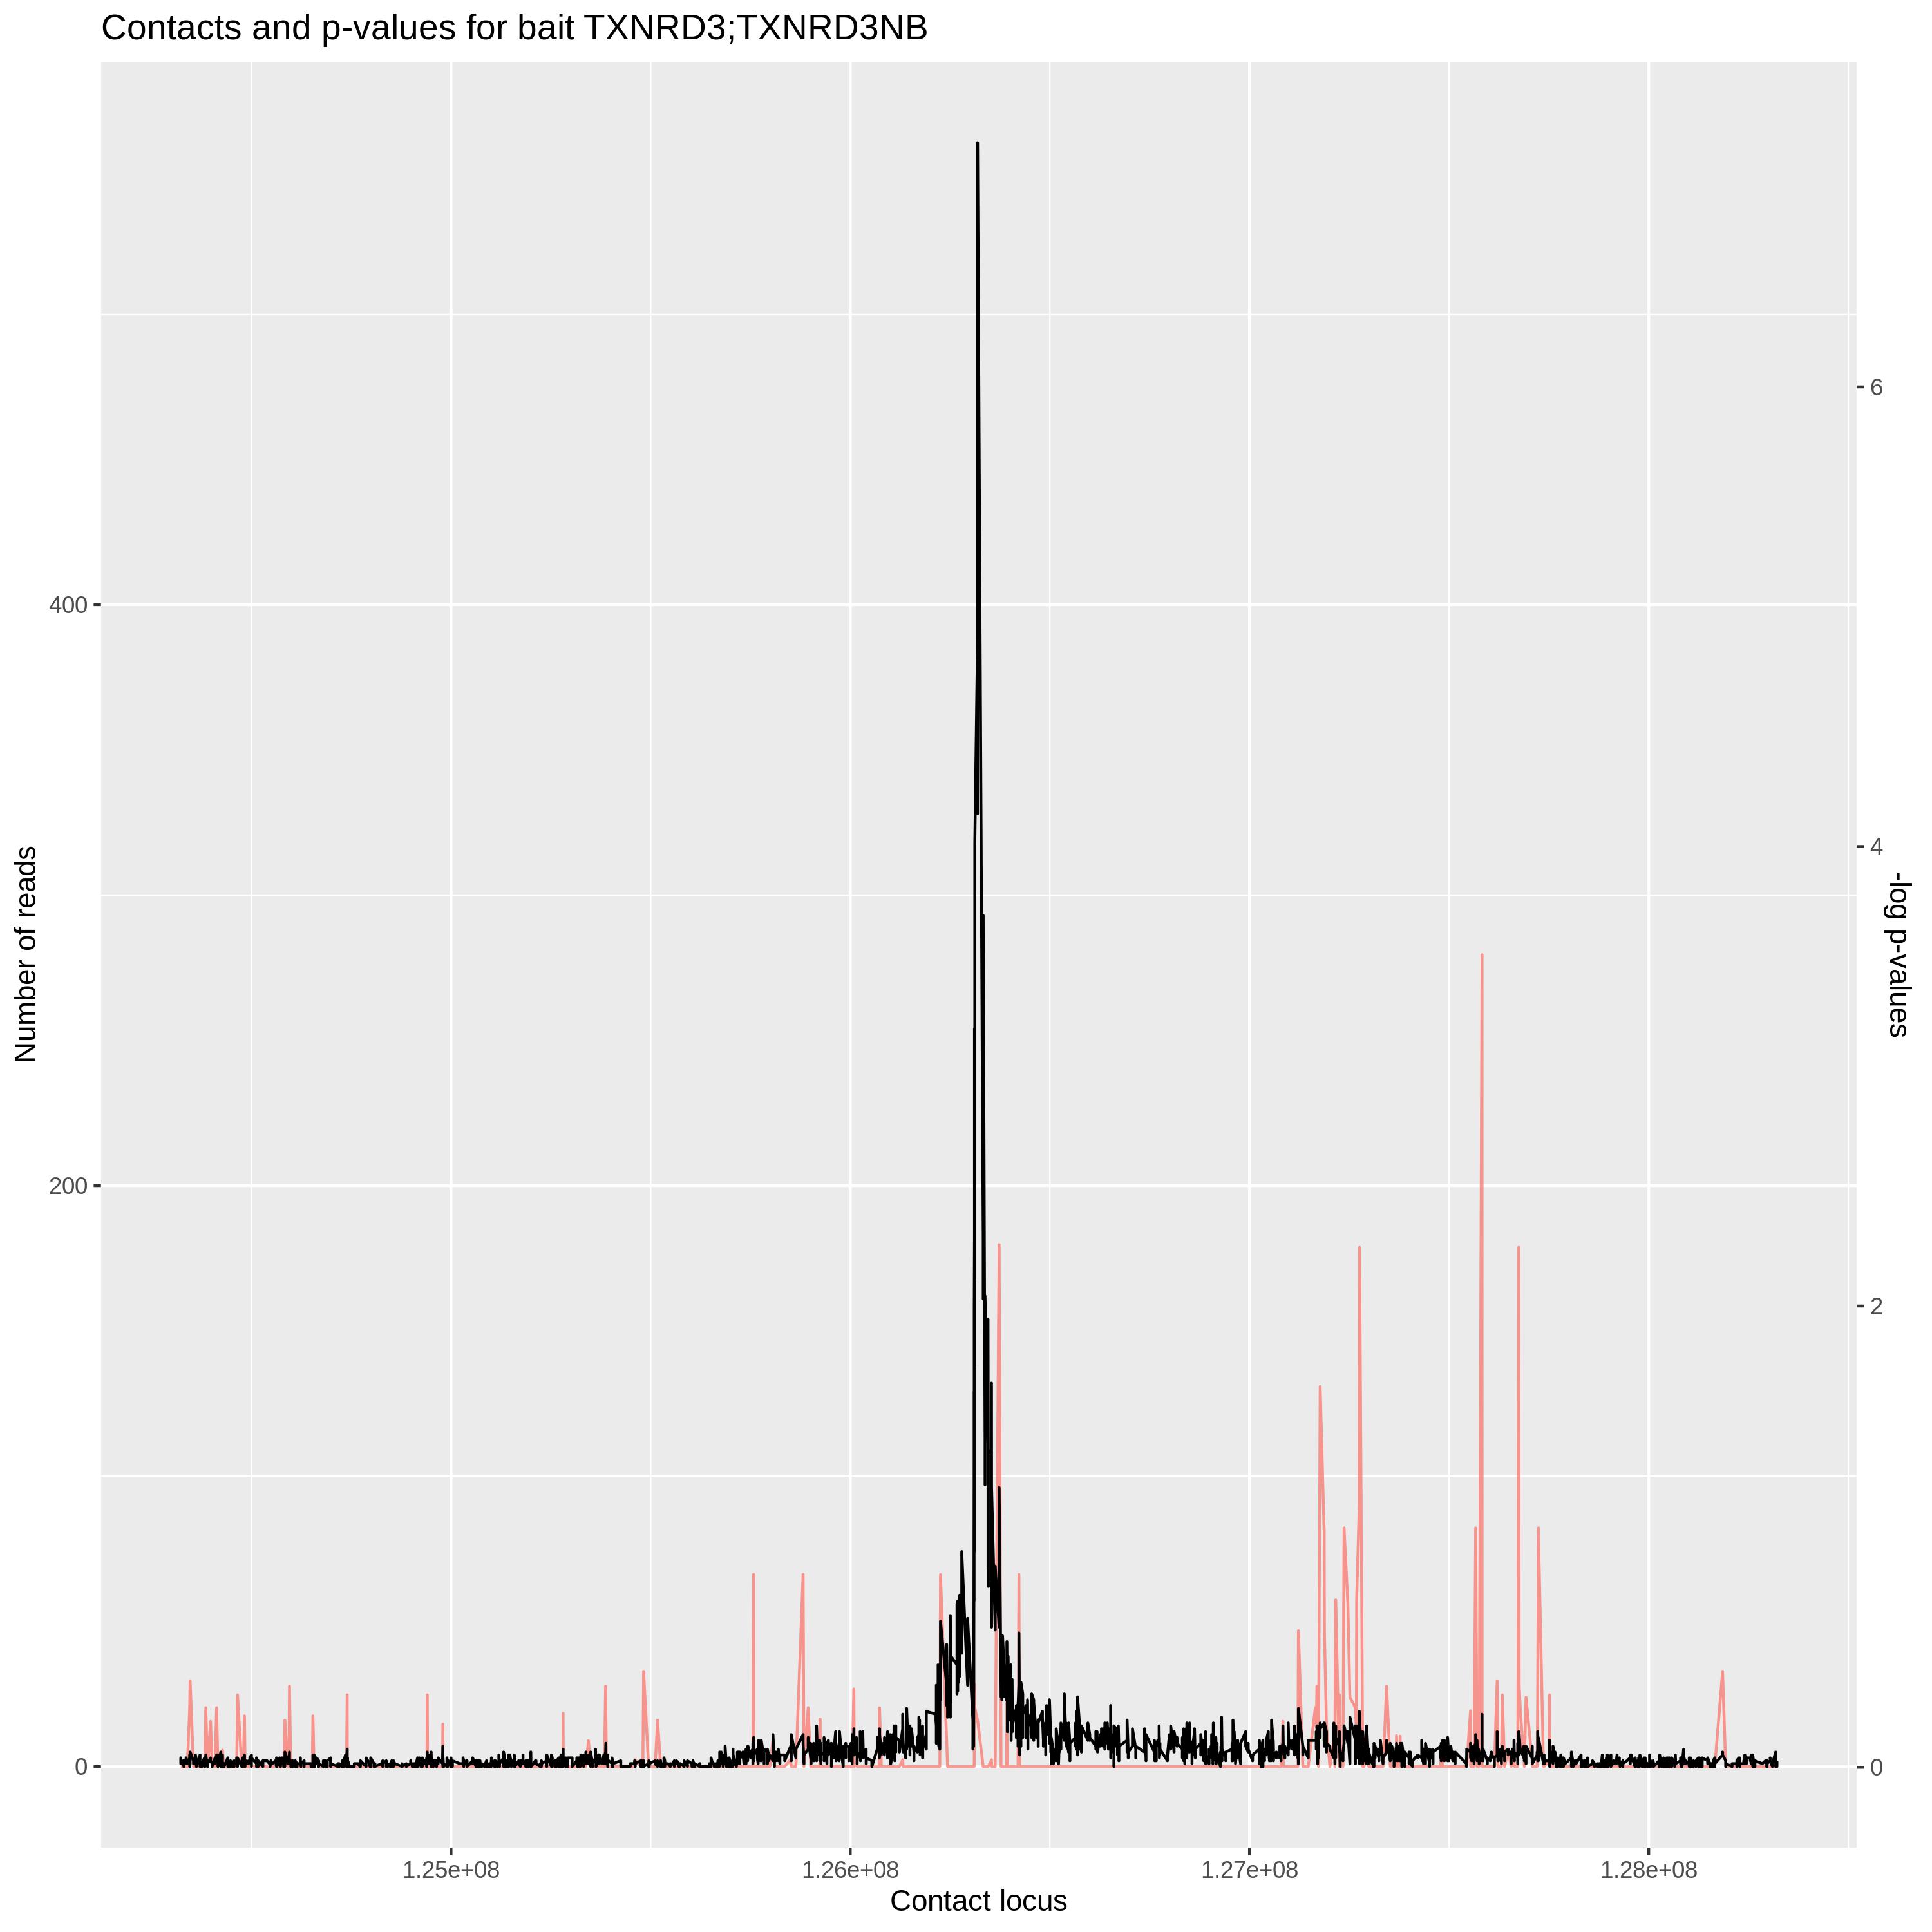 Contacts and p-values for bait TXNRD3;TXNRD3NB
Number of reads
400
200
0
6
4
2
0
-log p-values
1.25e+08
1.26e+08
1.27e+08
1.28e+08
Contact locus